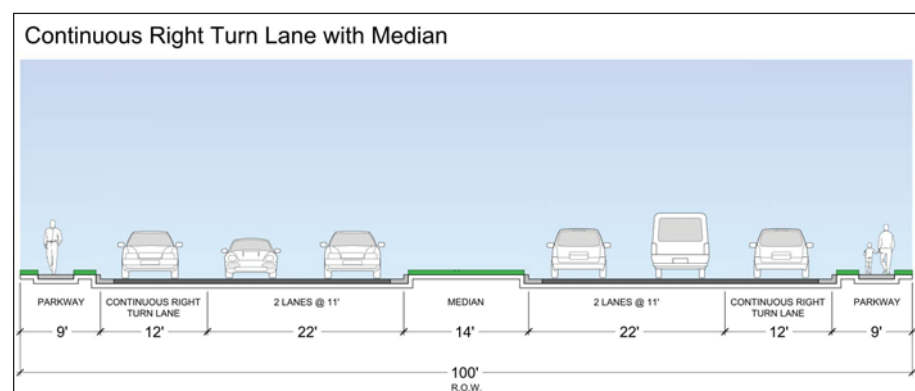 Continuous Right Turn Lane with Median
PARKWAY
CONTINUOUS RIGHT
TURN LANE
2 LANES @ 11'
MEDIAN
2 LANES @ 11'
CONTINUOUS RIGHT
TURN LANE
PARKWAY
9'
12'
22'
14'
22'
12'
9'
100'
R.O.W.